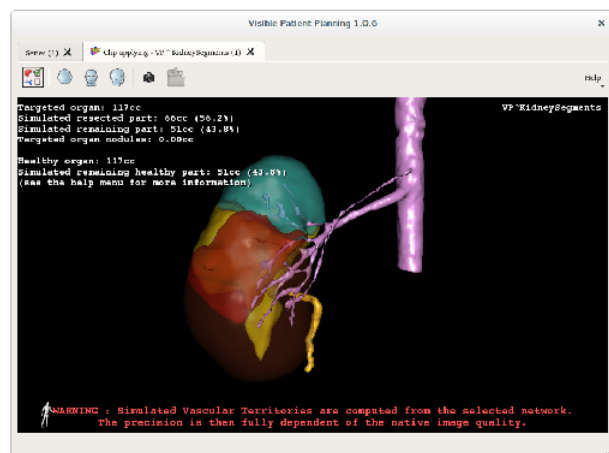 Visible Patient Planning 1.0.6
Series (1) Clip applying - VP^KidneySegments (1)
Help
Targeted organ: 117cc
Simulated resected part: 66cc (56.2%)
Simulated remaining part: 51cc (43.8%)
Targeted organ nodules: 0.00cc
VP^KidneySegments
Healthy organ: 117cc
Simulated remaining healthy part: 51cc (43.8%)
(see the help menu for more information)
WARNING : Simulated Vascular Territories are computed from the selected network.
The precision is then fully dependent of the native image quality.